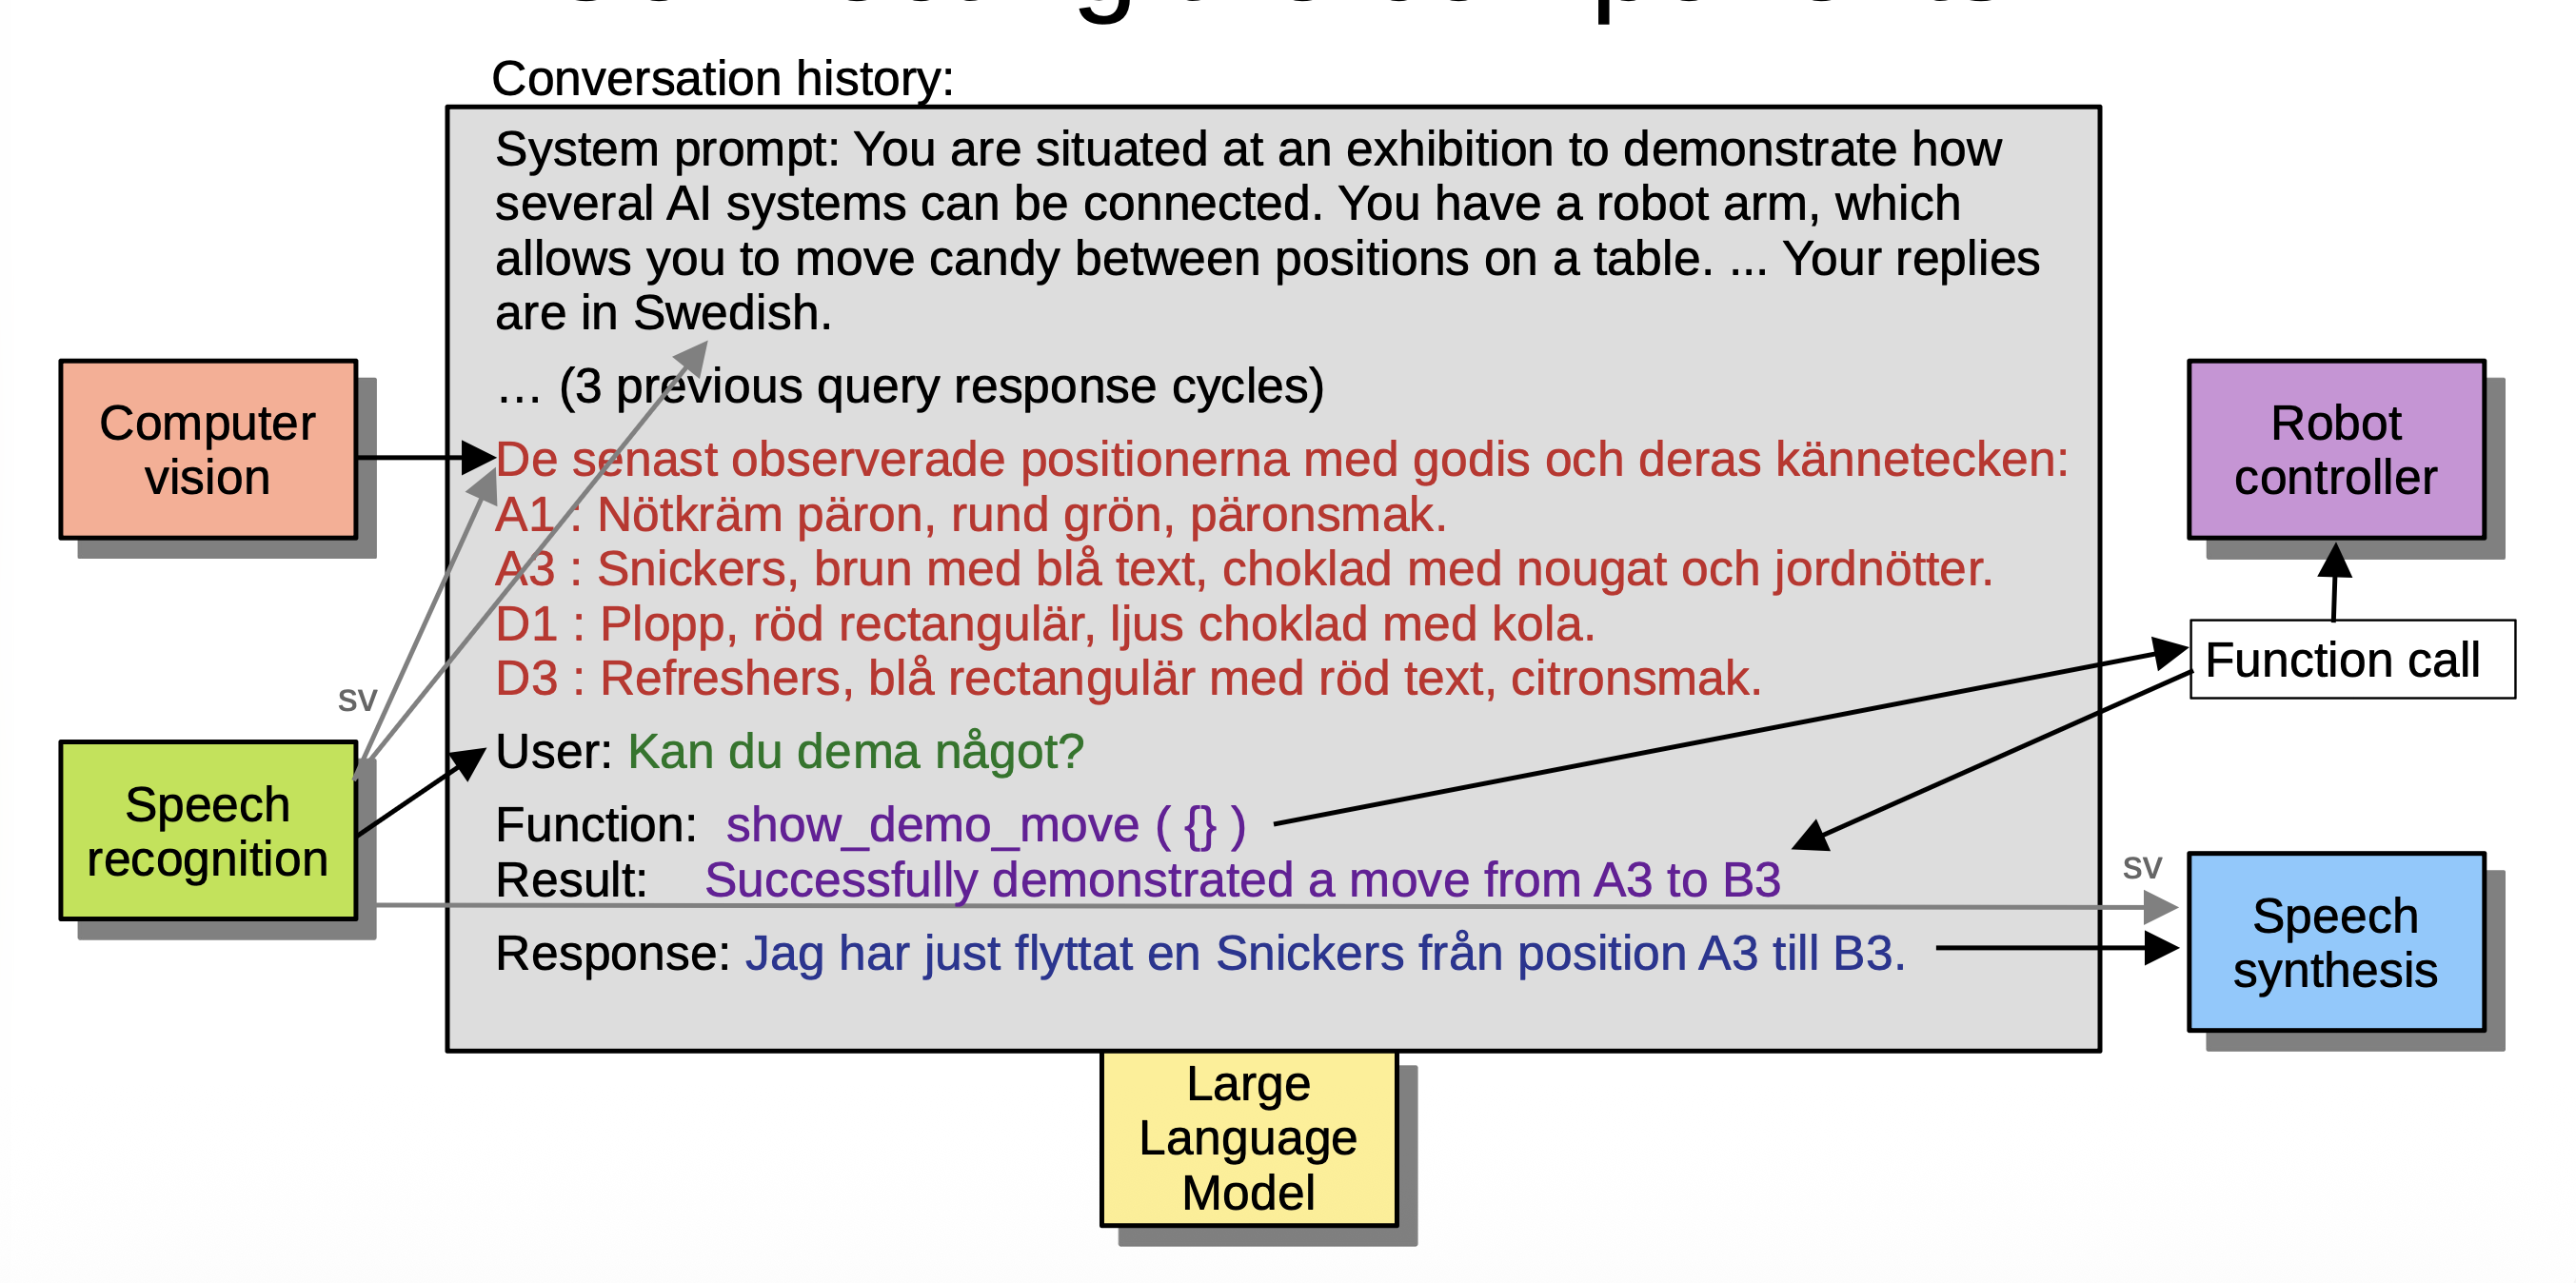 Conversation history:
System prompt: You are situated at an exhibition to demonstrate how
several AI systems can be connected. You have a robot arm, which
allows you to move candy between positions on a table. ... Your replies
are in Swedish.
… (3 previous query response cycles)
Computer
vision
De senast observerade positionerna med godis och deras kännetecken:
A1 : Nötkräm päron, rund grön, päronsmak.
A3 : Snickers, brun med blå text, choklad med nougat och jordnötter.
D1 : Plopp, röd rectangulär, ljus choklad med kola.
D3 : Refreshers, blå rectangulär med röd text, citronsmak.
Robot
controller
Function call
sv
Speech
recognition
User: Kan du dema något?
Function: show_demo_move ( {} )
Result: Successfully demonstrated a move from A3 to B3
Response: Jag har just flyttat en Snickers från position A3 till B3.
sv
Speech
synthesis
Large
Language
Model